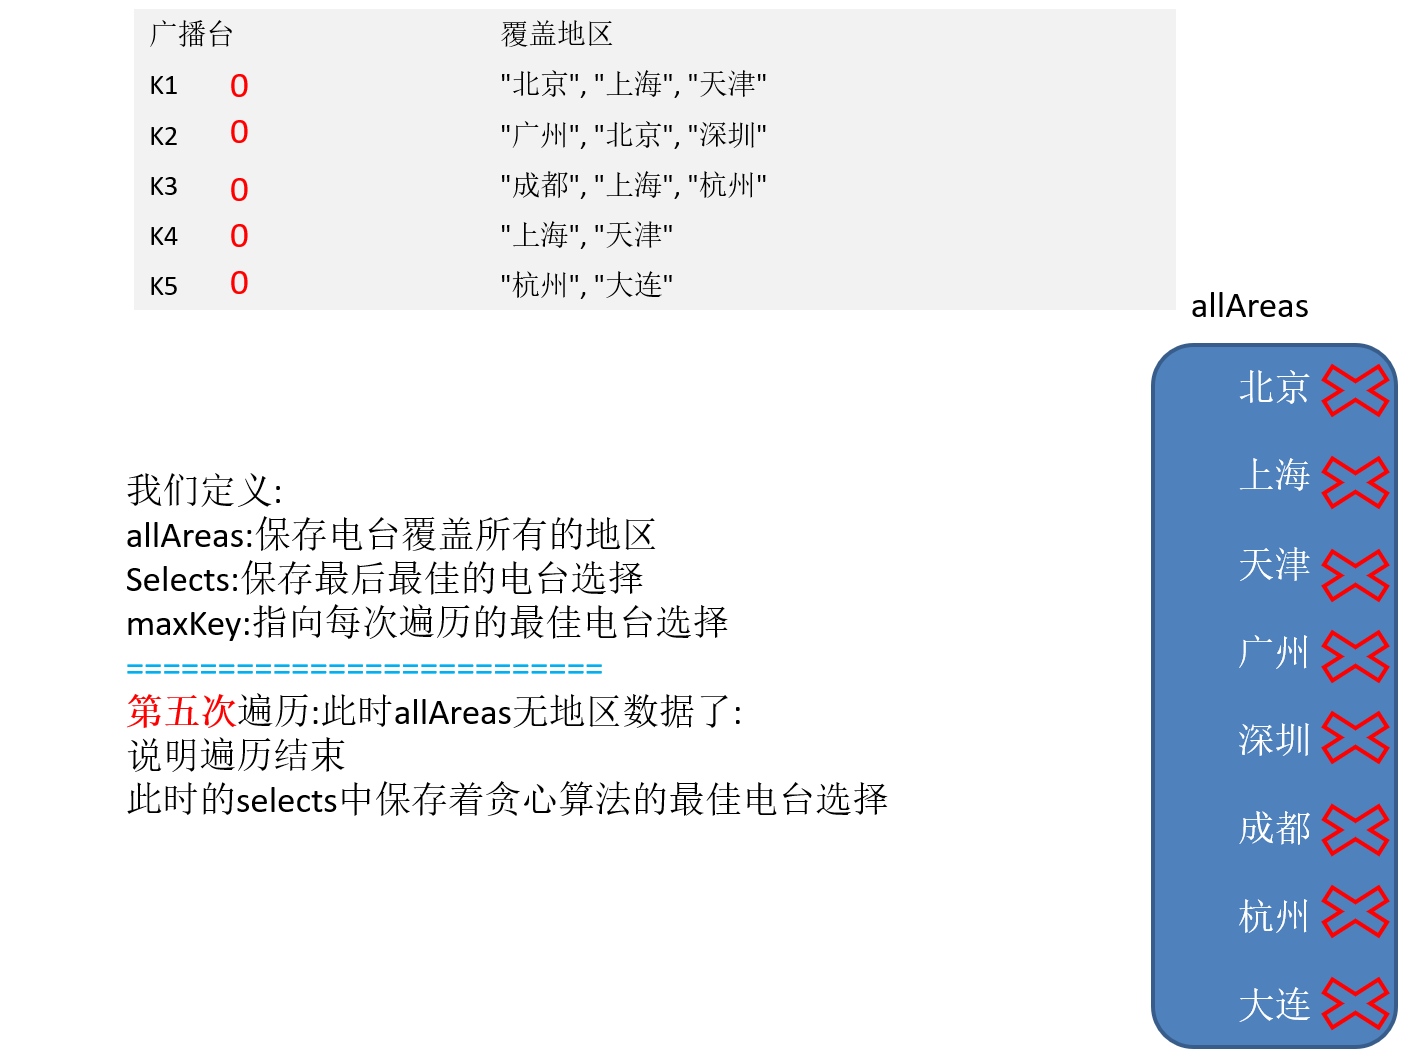 广播台 覆盖地区
K1 0 "北京", "上海", "天津"
K2 0 "广州", "北京", "深圳"
K3 0 "成都", "上海", "杭州"
K4 0 "上海", "天津"
K5 0 "杭州", "大连"
allAreas
北京
上海
天津
广州
深圳
成都
杭州
大连
我们定义:
allAreas:保存电台覆盖所有的地区
Selects:保存最后最佳的电台选择
maxKey:指向每次遍历的最佳电台选择
==========================
第五次遍历:此时allAreas无地区数据了:
说明遍历结束
此时的selects中保存着贪心算法的最佳电台选择